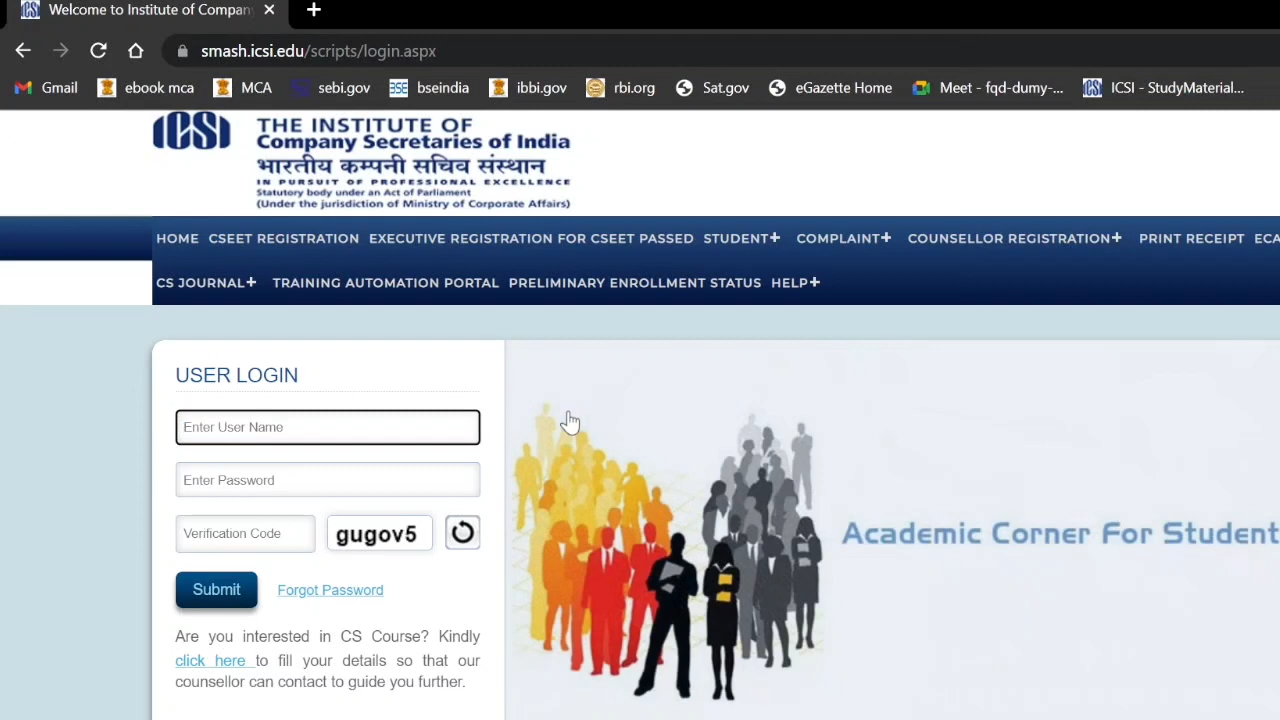 Welcome to Institute of Company
smash.icsi.edu/scripts/login.aspx
Gmail ebook mca MCA sebi.gov bseindia ibbi.gov rbi.org Sat.gov eGazette Home Meet - fqd-dumy-... ICSI - StudyMaterial...
ICSI
THE INSTITUTE OF
Company Secretaries of India
भारतीय कम्पनी सचिव संस्थान
IN PURSUIT OF PROFESSIONAL EXCELLENCE
Statutory body under an Act of Parliament
(Under the jurisdiction of Ministry of Corporate Affairs)
HOME CSEET REGISTRATION EXECUTIVE REGISTRATION FOR CSEET PASSED STUDENT+ COMPLAINT+ COUNSELLOR REGISTRATION+ PRINT RECEIPT ECA
CS JOURNAL+ TRAINING AUTOMATION PORTAL PRELIMINARY ENROLLMENT STATUS HELP+
USER LOGIN
Enter User Name
Enter Password
Verification Code gugov5
Submit Forgot Password
Are you interested in CS Course? Kindly
click here to fill your details so that our
counsellor can contact to guide you further.
Academic Corner For Student